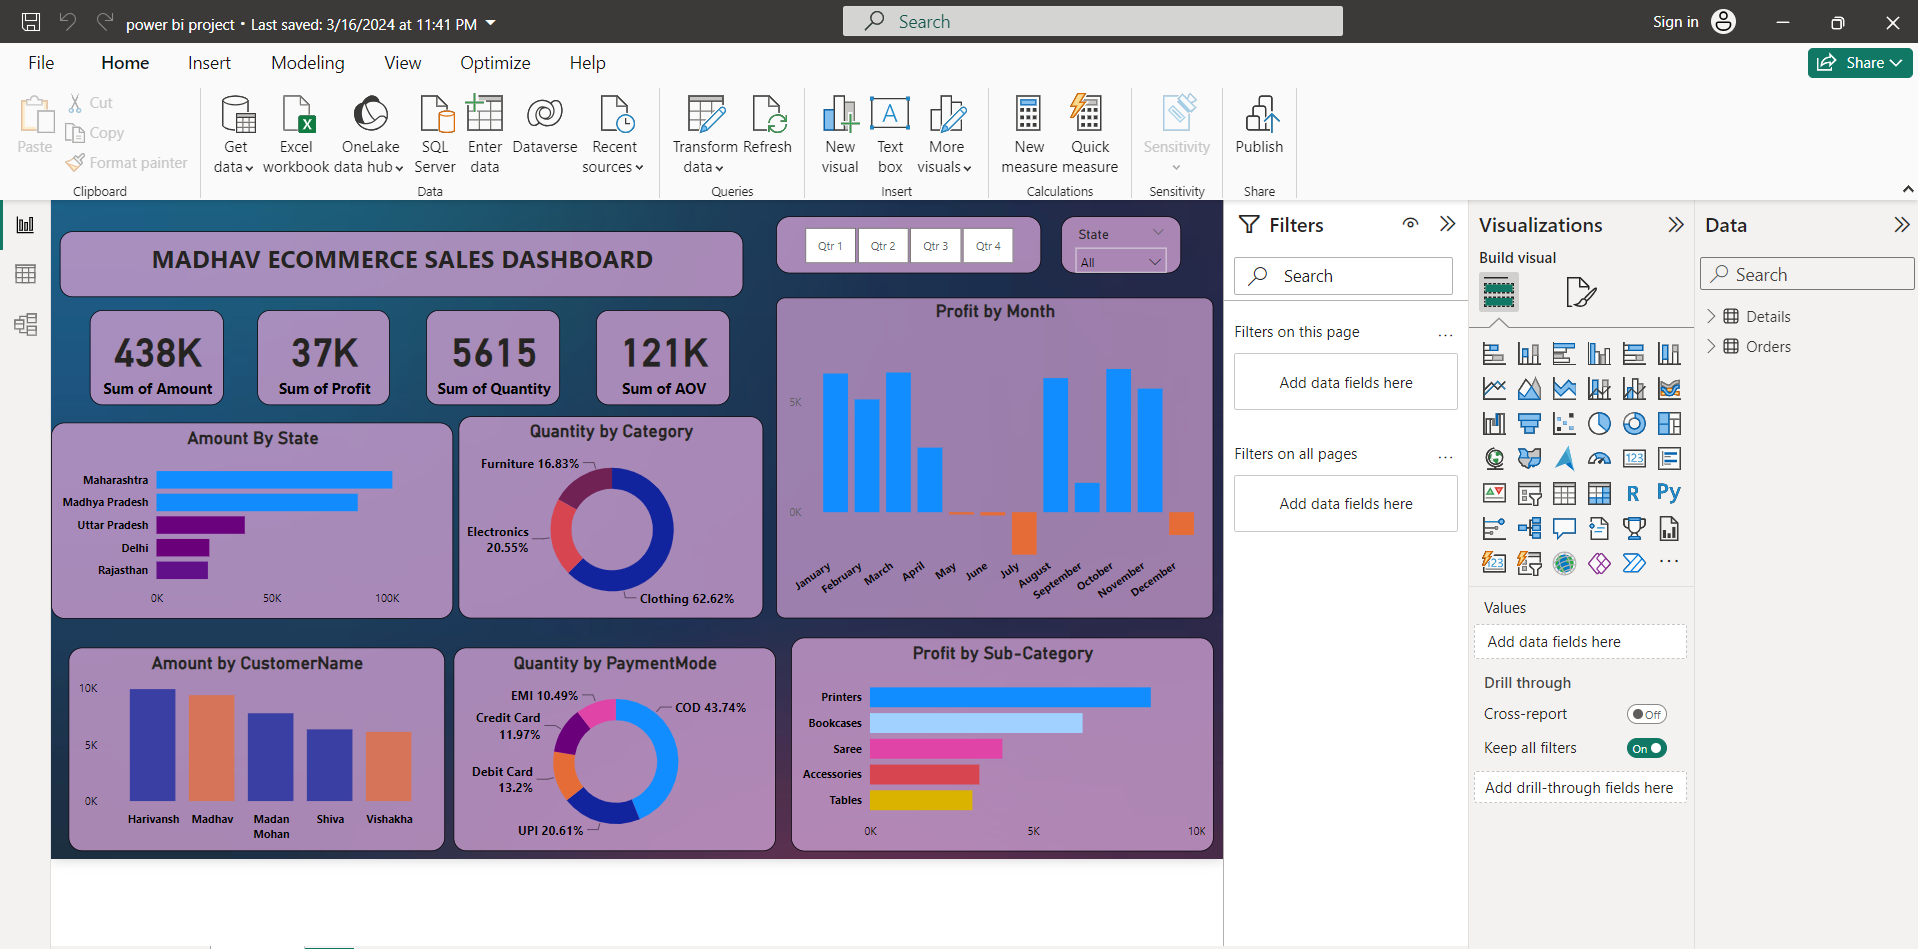 power bi project • Last saved: 3/16/2024 at 11:41 PM
Search
Sign in
File
Home
Insert
Modeling
View
Optimize
Help
Share
Paste
Cut
Copy
Format painter
Clipboard
Get data
Excel workbook
OneLake data hub
SQL Server
Enter data
Dataverse
Recent sources
Data
Transform data
Refresh
Queries
New visual
Text box
More visuals
Insert
New measure
Quick measure
Calculations
Sensitivity
Sensitivity
Publish
Share
MADHAV ECOMMERCE SALES DASHBOARD
Qtr 1
Qtr 2
Qtr 3
Qtr 4
State
All
438K
Sum of Amount
37K
Sum of Profit
5615
Sum of Quantity
121K
Sum of AOV
Profit by Month
5K
0K
January
February
March
April
May
June
July
August
September
October
November
December
Amount By State
Maharashtra
Madhya Pradesh
Uttar Pradesh
Delhi
Rajasthan
0K
50K
100K
Quantity by Category
Furniture 16.83%
Electronics
20.55%
Clothing 62.62%
Amount by CustomerName
10K
5K
0K
Harivansh
Madhav
Madan
Mohan
Shiva
Vishakha
Quantity by PaymentMode
EMI 10.49%
COD 43.74%
Credit Card
11.97%
Debit Card
13.2%
UPI 20.61%
Profit by Sub-Category
Printers
Bookcases
Saree
Accessories
Tables
0K
5K
10K
Filters
Search
Filters on this page
...
Add data fields here
Filters on all pages
...
Add data fields here
Visualizations
Build visual
123
R
Py
123
...
Values
Add data fields here
Drill through
Cross-report
Off
Keep all filters
On
Add drill-through fields here
Data
Search
Details
Orders